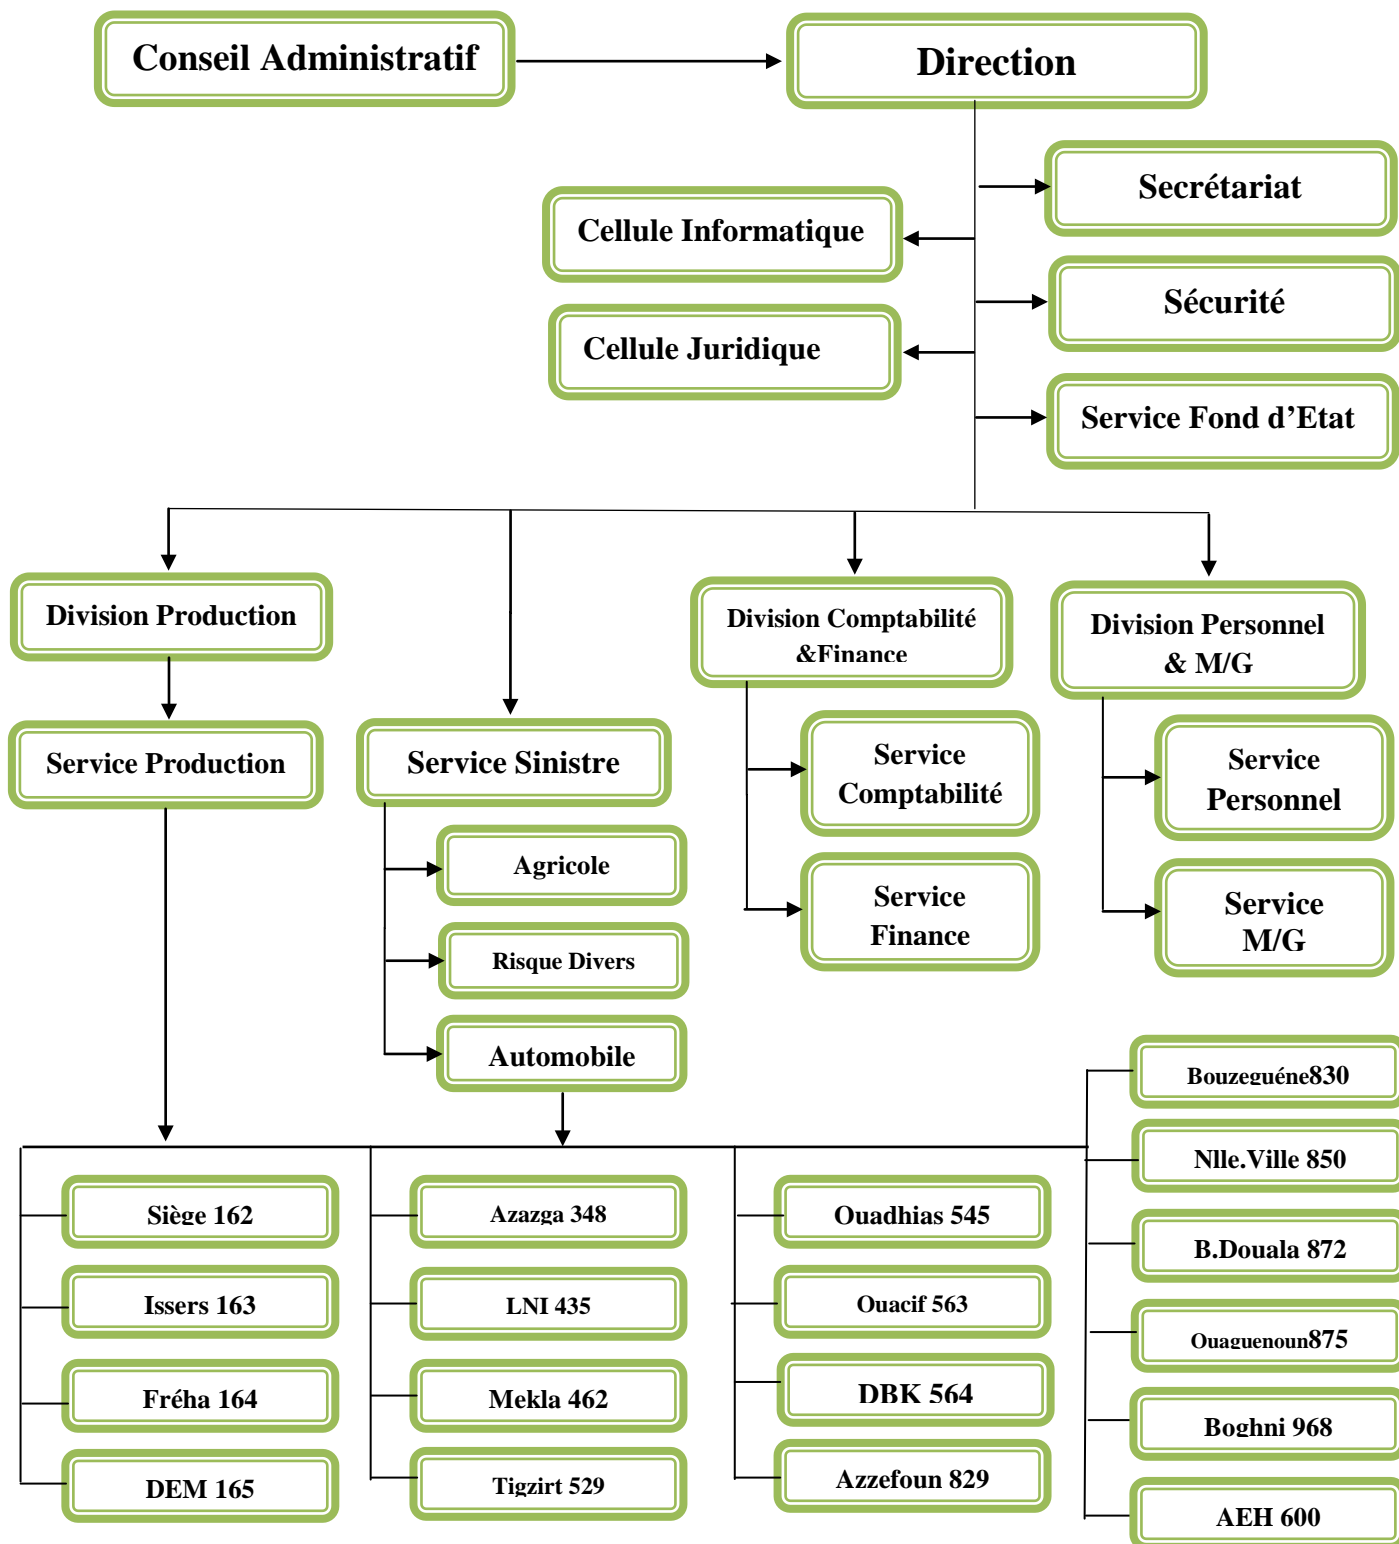 Conseil Administratif
Direction
Secrétariat
Cellule Informatique
Sécurité
Cellule Juridique
Service Fond d’Etat
Division Production
Division Comptabilité
&Finance
Division Personnel
& M/G
Service Production
Service Sinistre
Service
Comptabilité
Service
Personnel
Agricole
Service
Finance
Service
M/G
Risque Divers
Automobile
Bouzeguéne830
Nlle.Ville 850
B.Douala 872
Ouaguenoun875
Boghni 968
AEH 600
Siège 162
Issers 163
Fréha 164
DEM 165
Azazga 348
LNI 435
Mekla 462
Tigzirt 529
Ouadhias 545
Ouacif 563
DBK 564
Azzefoun 829